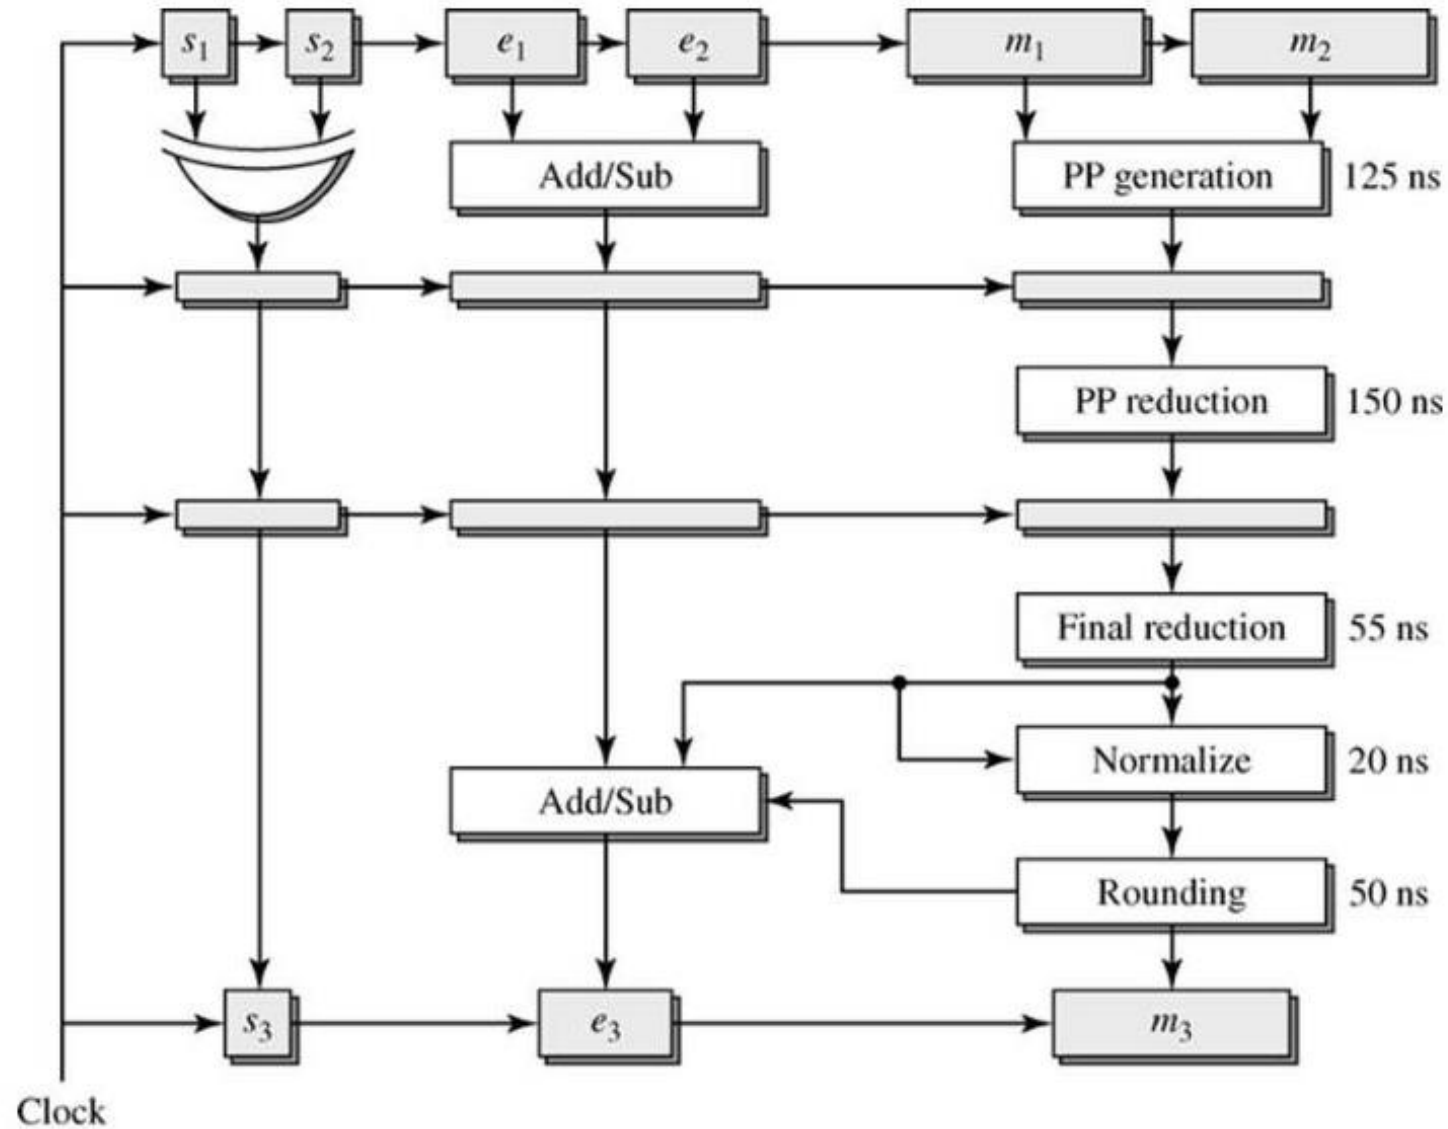 s1 s2 e1 e2 m1 m2
Add/Sub PP generation 125 ns
PP reduction 150 ns
Final reduction 55 ns
Normalize 20 ns
Add/Sub
Rounding 50 ns
s3 e3 m3
Clock